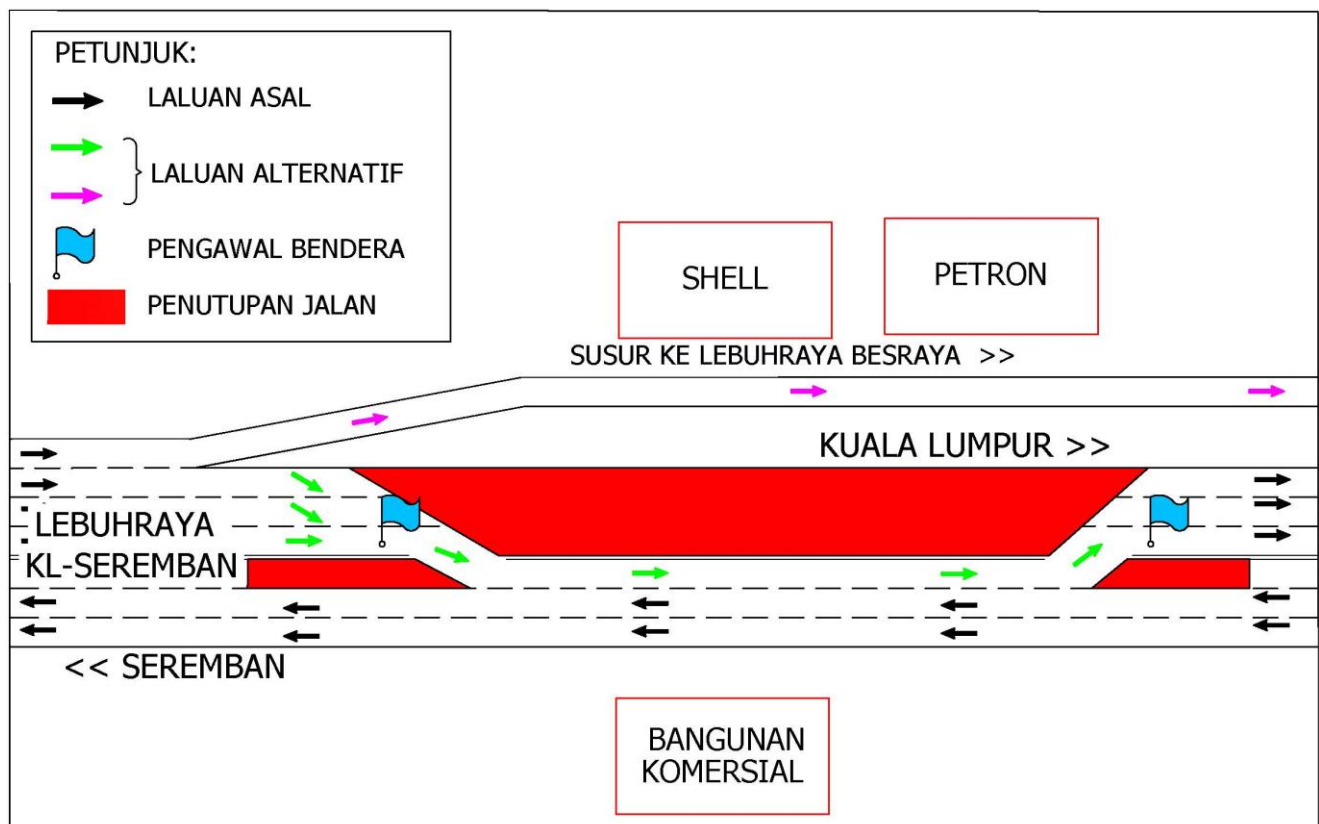 PETUNJUK:
LALUAN ASAL
LALUAN ALTERNATIF
PENGAWAL BENDERA
PENUTUPAN JALAN
SHELL
PETRON
SUSUR KE LEBUHRAYA BESRAYA >>
KUALA LUMPUR >>
LEBUHRAYA
KL-SEREMBAN
<< SEREMBAN
BANGUNAN
KOMERSIAL